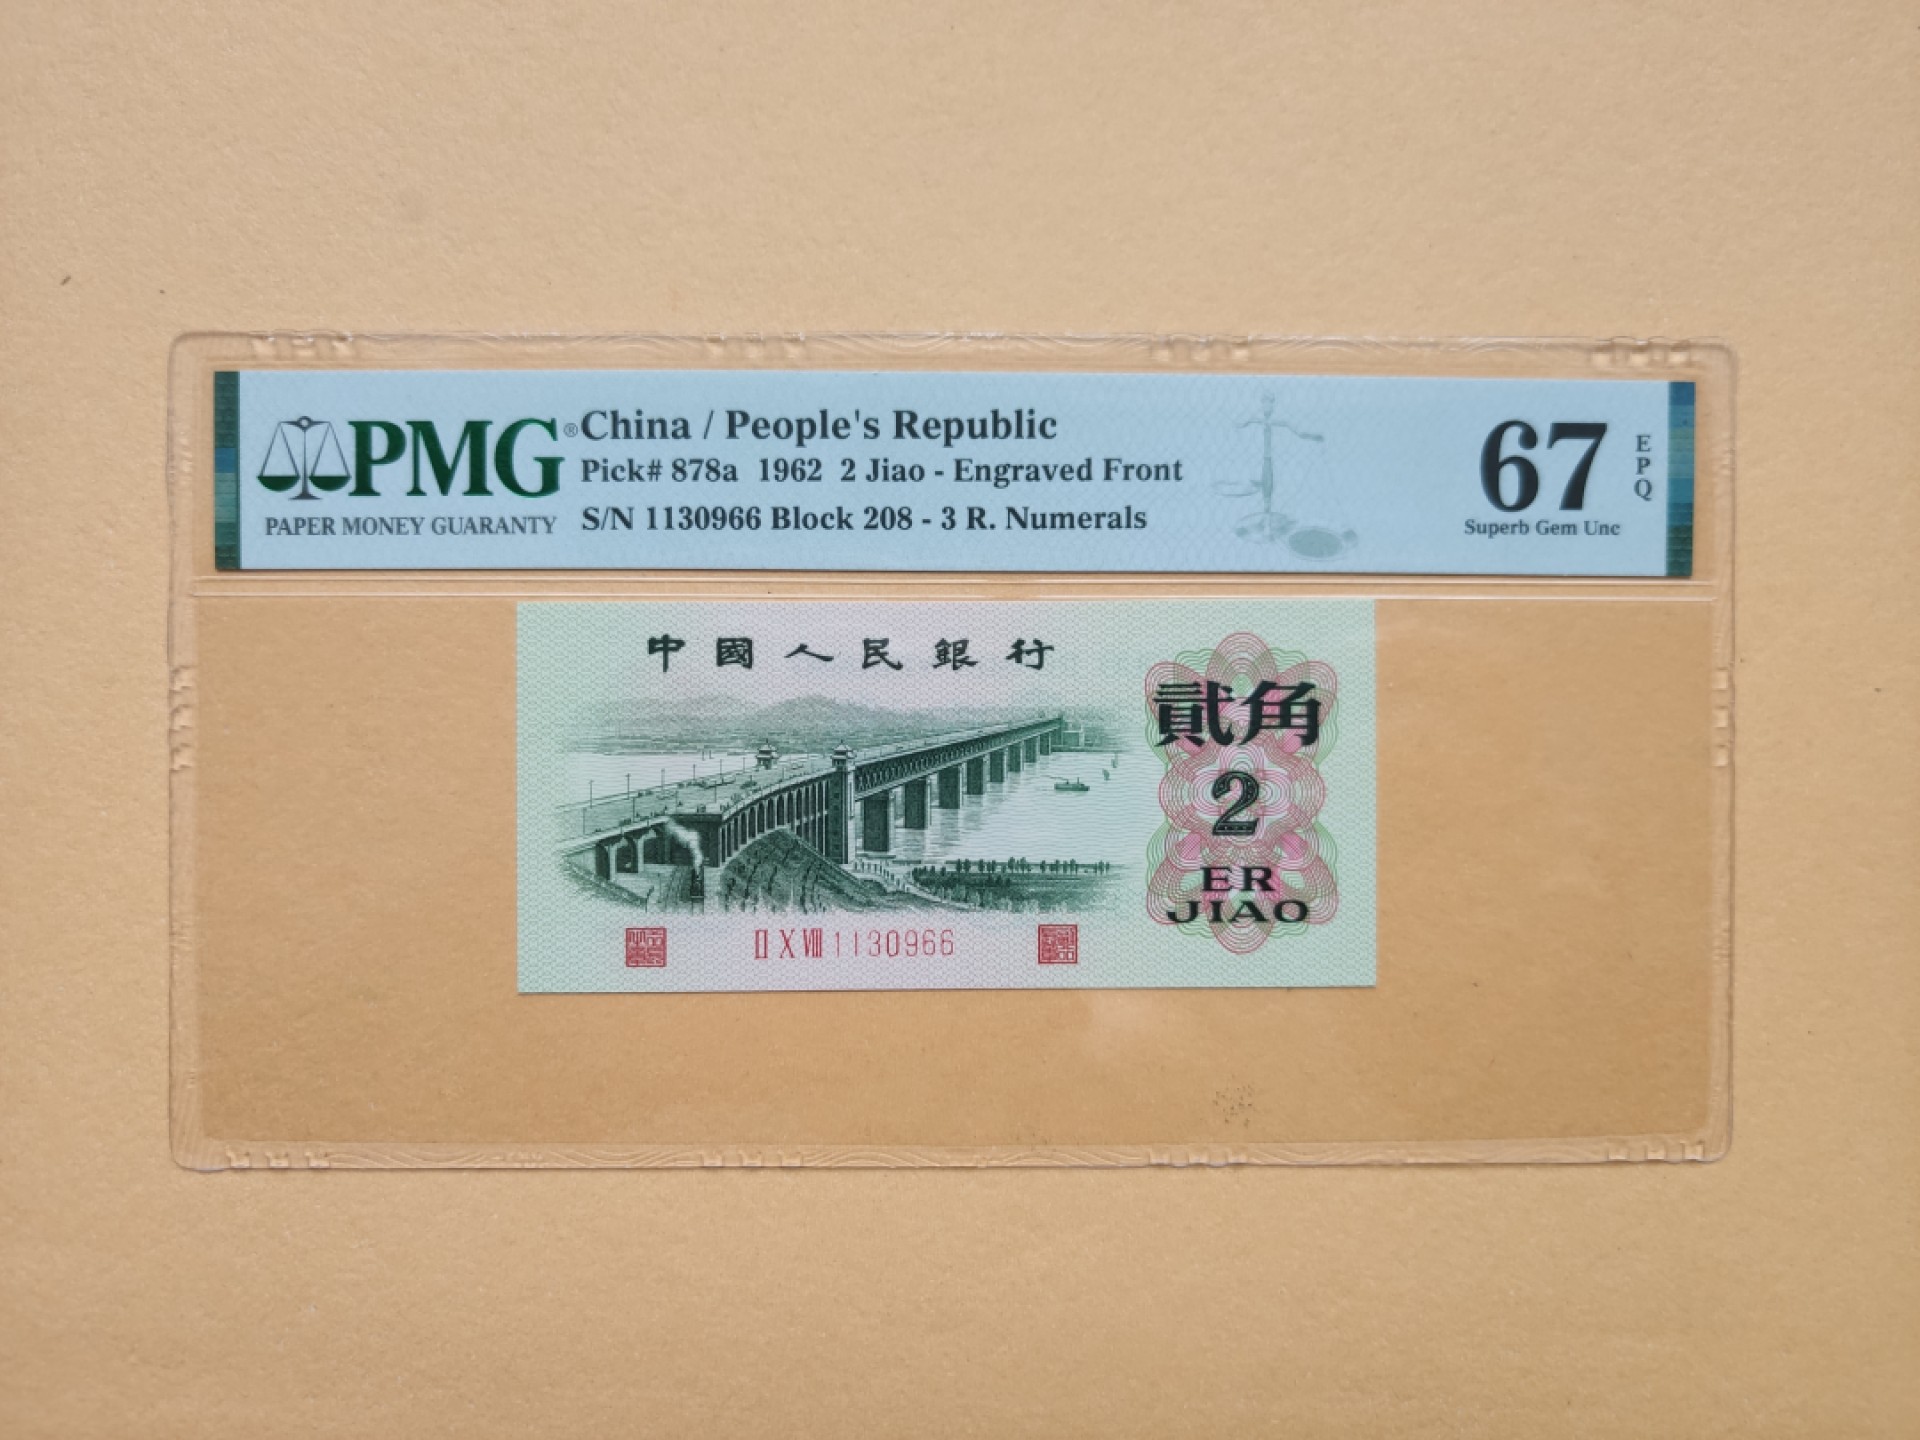 PMG®
PAPER MONEY GUARANTY
China / People's Republic
Pick# 878a 1962 2 Jiao - Engraved Front
S/N 1130966 Block 208 - 3 R. Numerals
67
EPQ
Superb Gem Unc
中國人民銀行
貳角
2
ER
JIAO
II X VIII 1130966